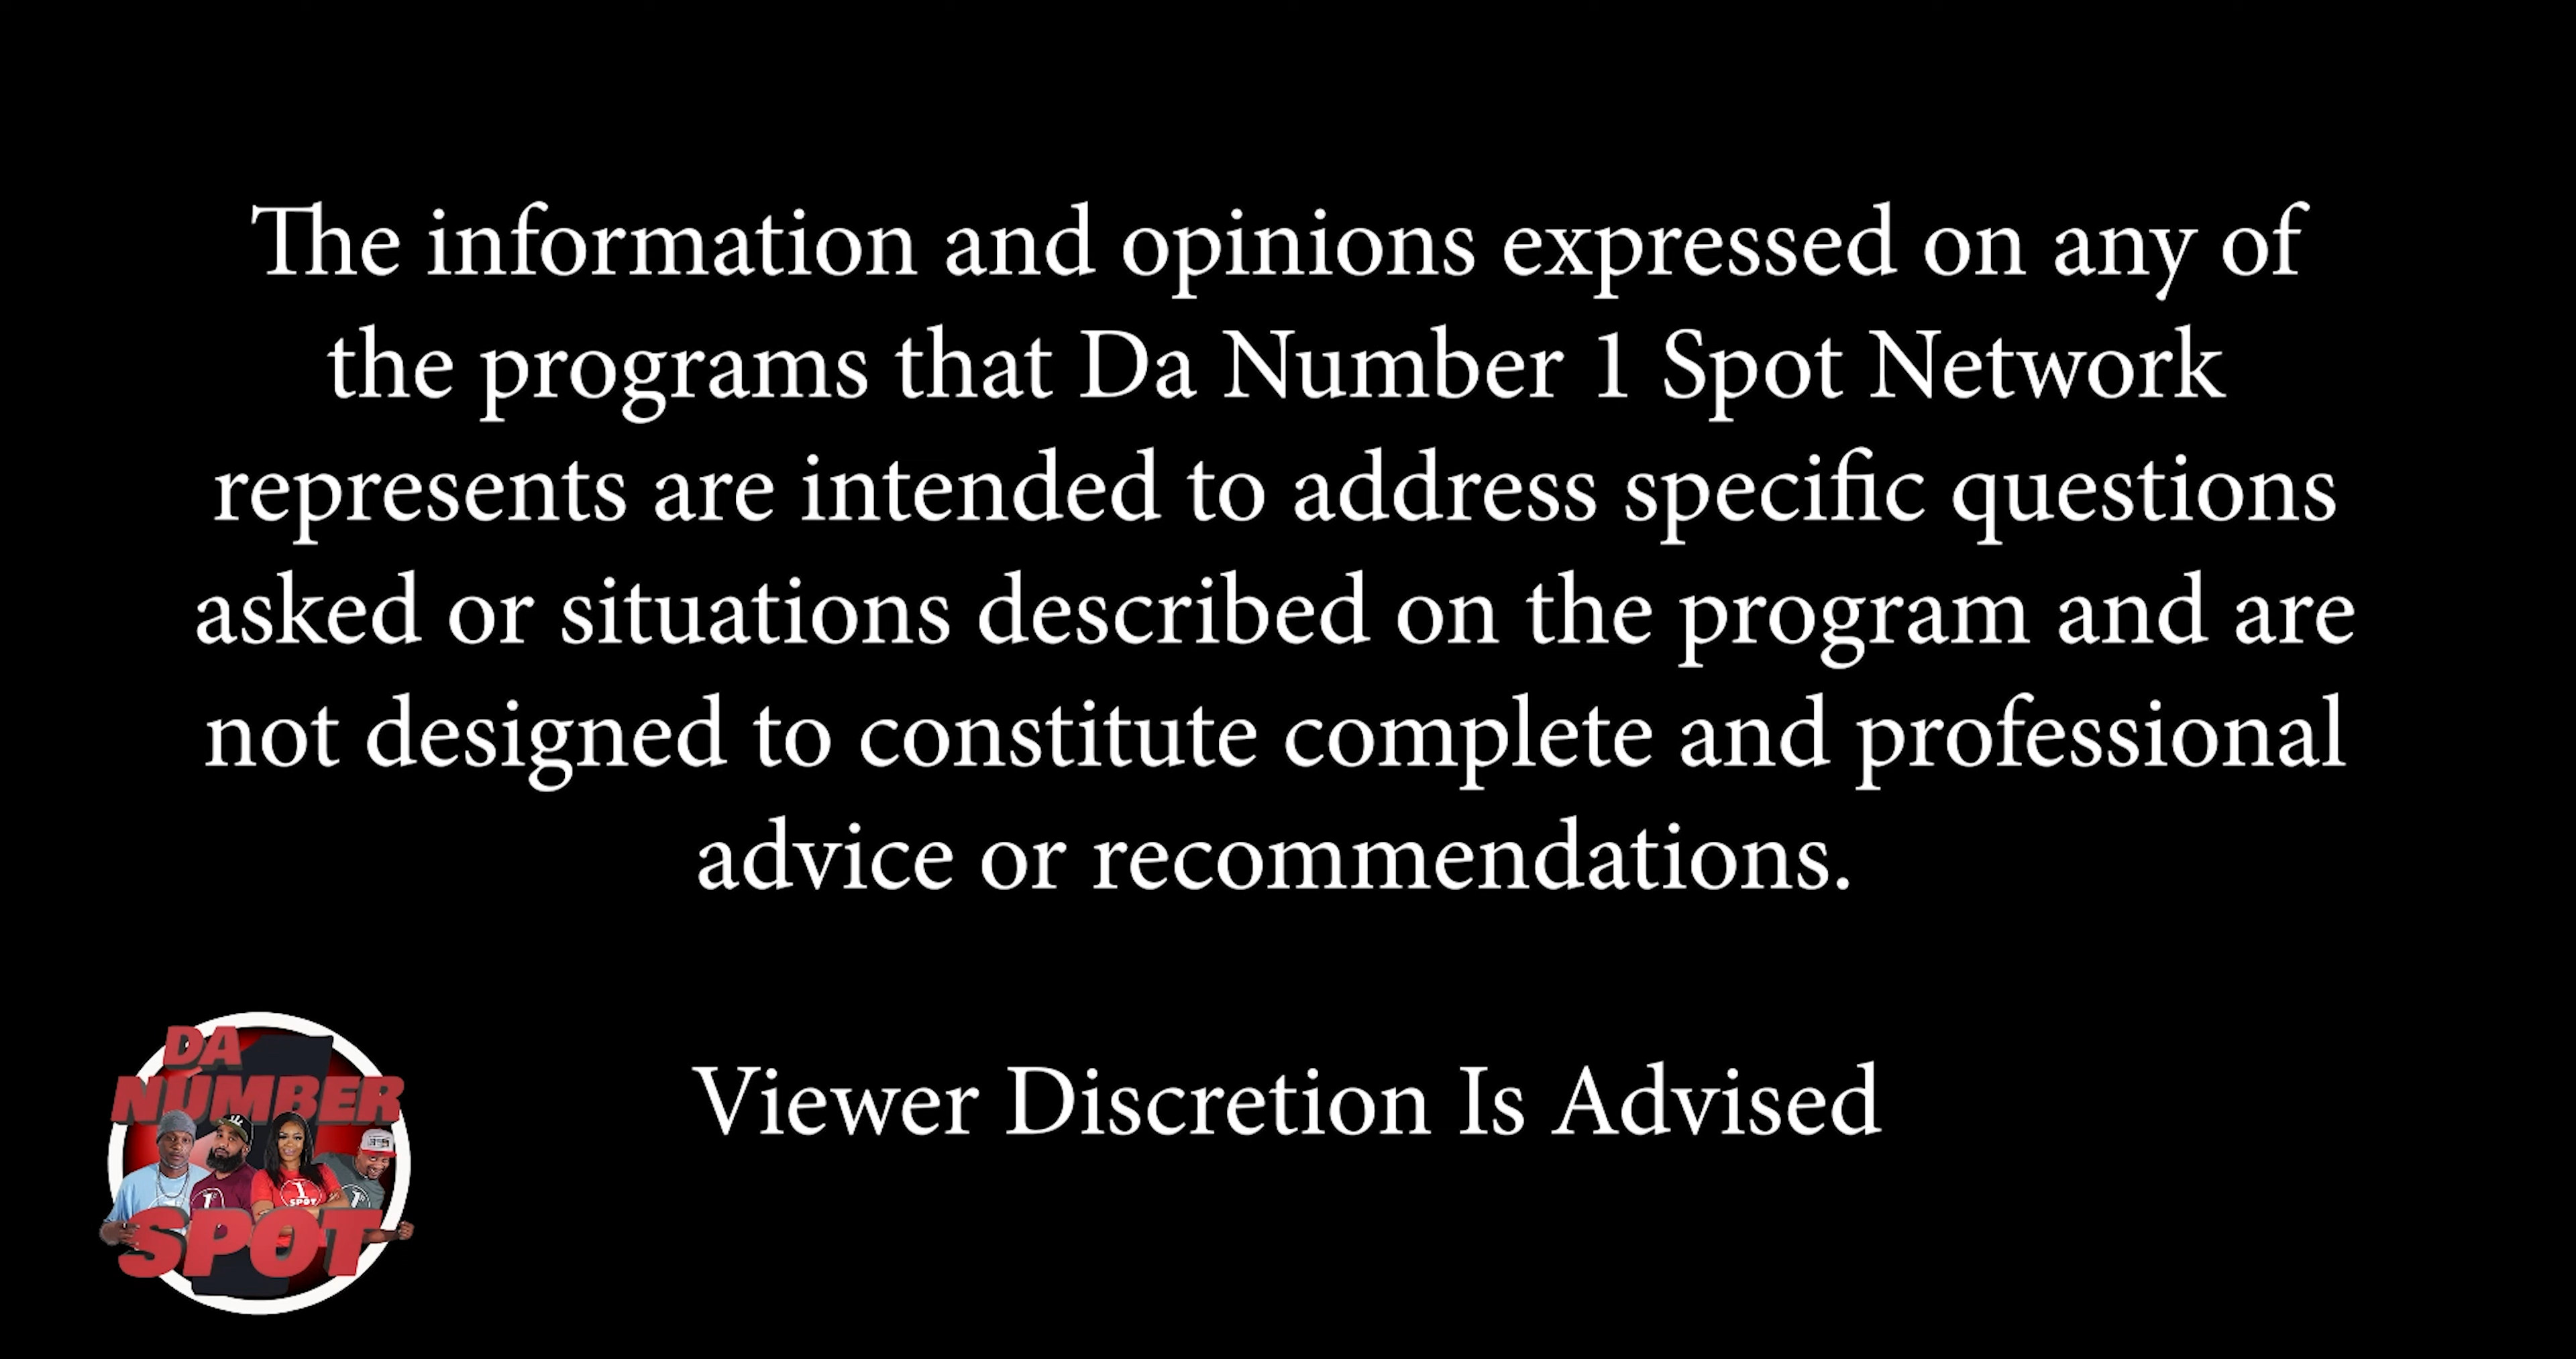 The information and opinions expressed on any of
the programs that Da Number 1 Spot Network
represents are intended to address specific questions
asked or situations described on the program and are
not designed to constitute complete and professional
advice or recommendations.
Viewer Discretion Is Advised
DA
NUMBER
1
SPOT
SPOT